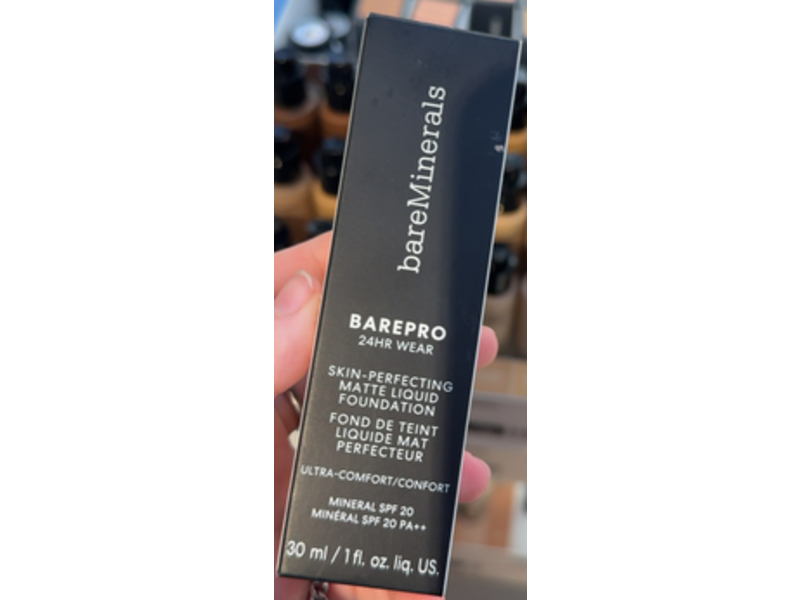 bareMinerals
BAREPRO
24HR WEAR
SKIN-PERFECTING
MATTE LIQUID
FOUNDATION
FOND DE TEINT
LIQUIDE MAT
PERFECTEUR
ULTRA-COMFORT/CONFORT
MINERAL SPF 20
MINÉRAL SPF 20 PA++
30 ml / 1 fl. oz. liq. US.